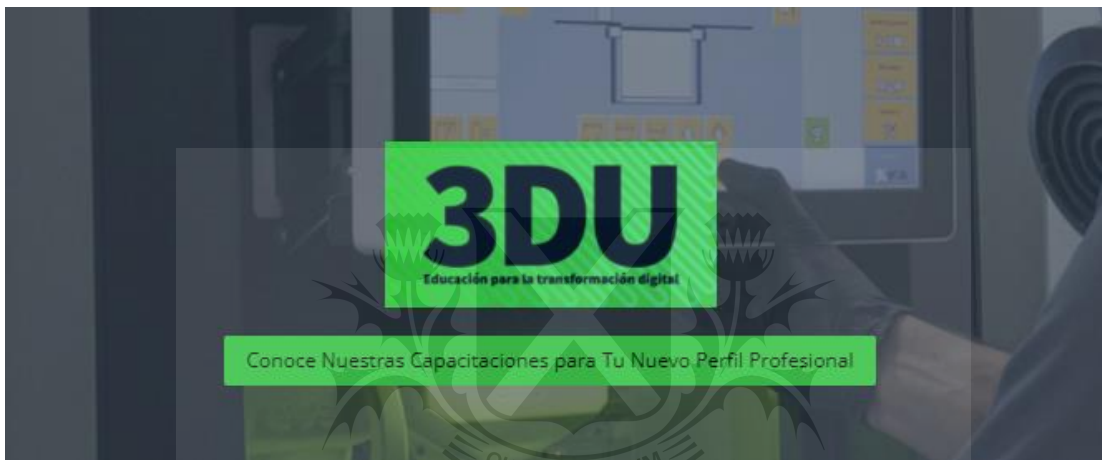 3DU
Educación para la transformación digital
Conoce Nuestras Capacitaciones para Tu Nuevo Perfil Profesional